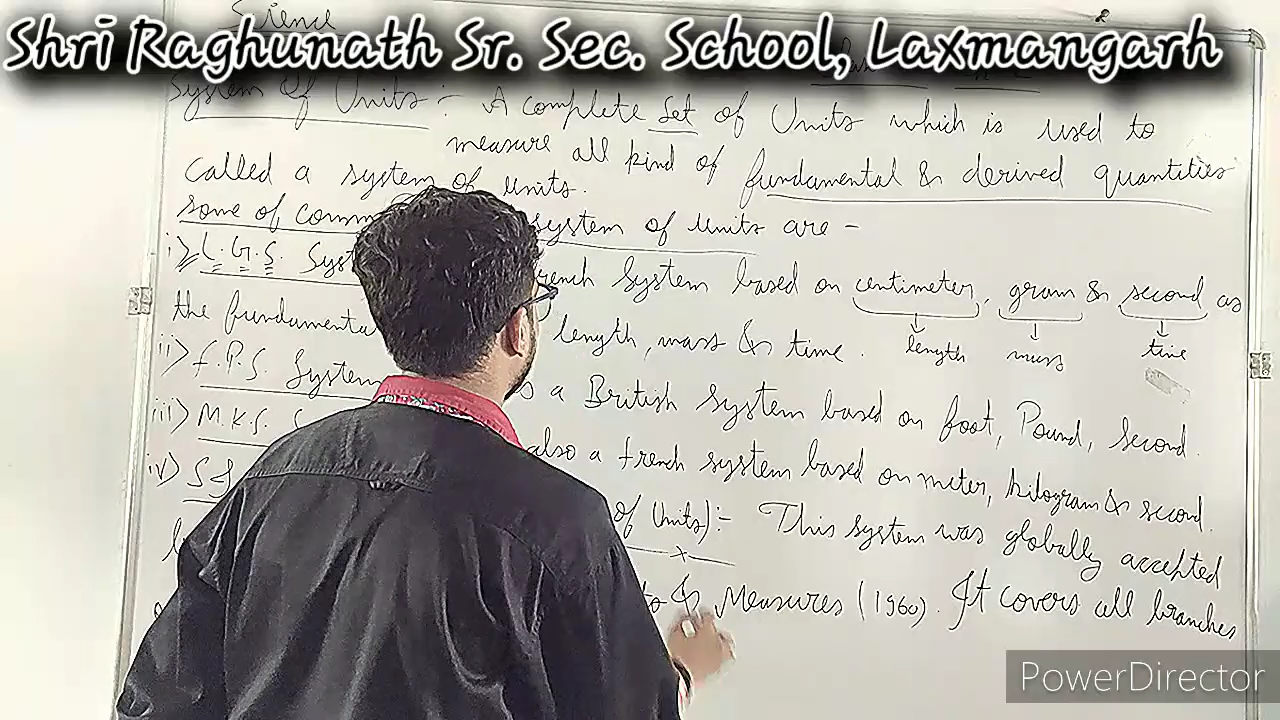 Science
Shri Raghunath Sr. Sec. School, Laxmangarh
System of Units :- A complete set of Units which is used to
measure all kind of fundamental & derived quantities
called a system of units.
some of comm system of Units are -
i) C.G.S. Syst rench System based on centimeter, gram & second as
length mass time
the fundamenta length, mass & time.
ii) F.P.S. System s a British system based on foot, Pound, Second.
iii) M.K.S. also a french system based on meter, kilogram & second.
iv) SI of Units):- This system was globally accepted
& Measures (1960). It covers all branches
PowerDirector